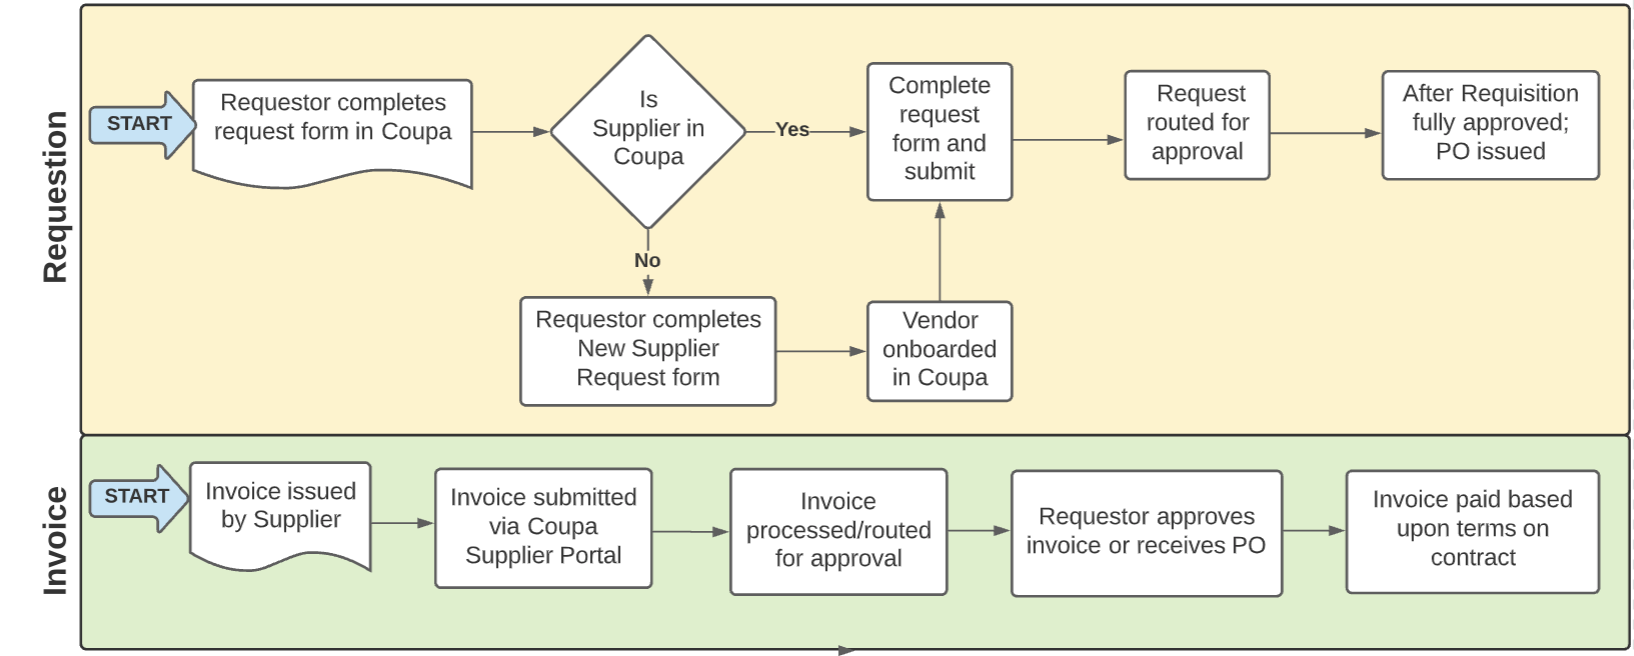 Requestion
START
Requestor completes
request form in Coupa
Is
Supplier in
Coupa
Yes
No
Complete
request
form and
submit
Request
routed for
approval
After Requisition
fully approved;
PO issued
Requestor completes
New Supplier
Request form
Vendor
onboarded
in Coupa
Invoice
START
Invoice issued
by Supplier
Invoice submitted
via Coupa
Supplier Portal
Invoice
processed/routed
for approval
Requestor approves
invoice or receives PO
Invoice paid based
upon terms on
contract